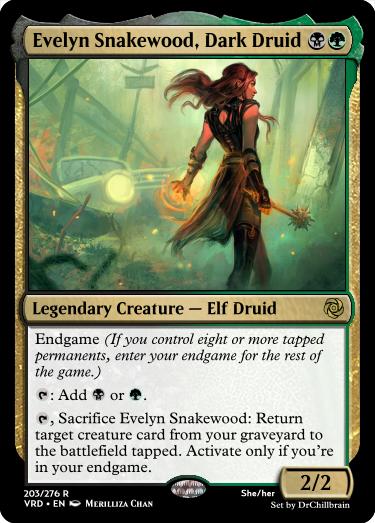 Evelyn Snakewood, Dark Druid
Legendary Creature — Elf Druid
Endgame (If you control eight or more tapped
permanents, enter your endgame for the rest of
the game.)
: Add or .
, Sacrifice Evelyn Snakewood: Return
target creature card from your graveyard to
the battlefield tapped. Activate only if you're
in your endgame.
2/2
203/276 R
VRD • EN Merilliza Chan
She/her
Set by DrChillbrain